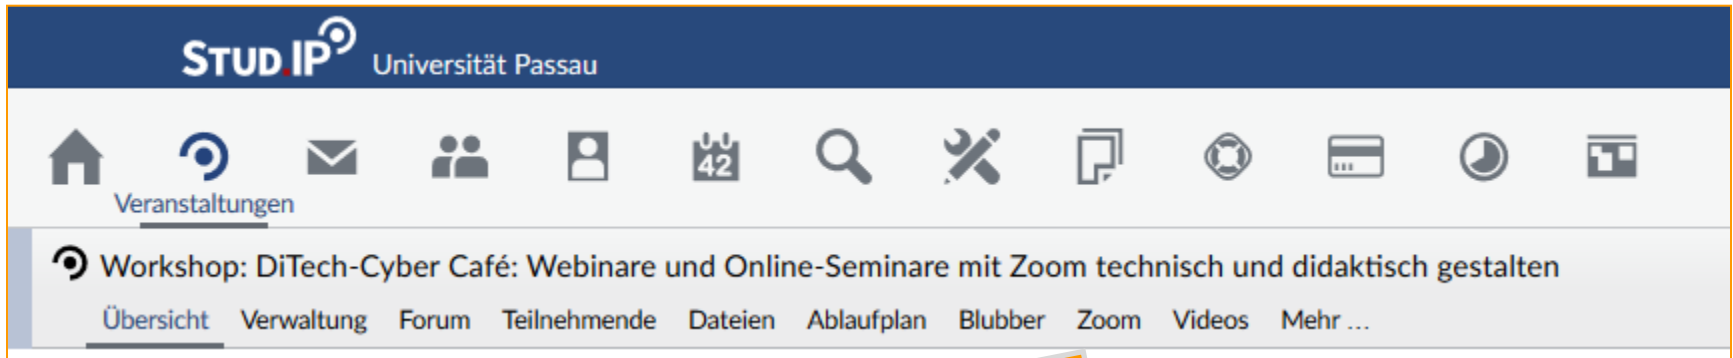 STUD.IP Universität Passau
42
Veranstaltungen
Workshop: DiTech-Cyber Café: Webinare und Online-Seminare mit Zoom technisch und didaktisch gestalten
Übersicht Verwaltung Forum Teilnehmende Dateien Ablaufplan Blubber Zoom Videos Mehr ...